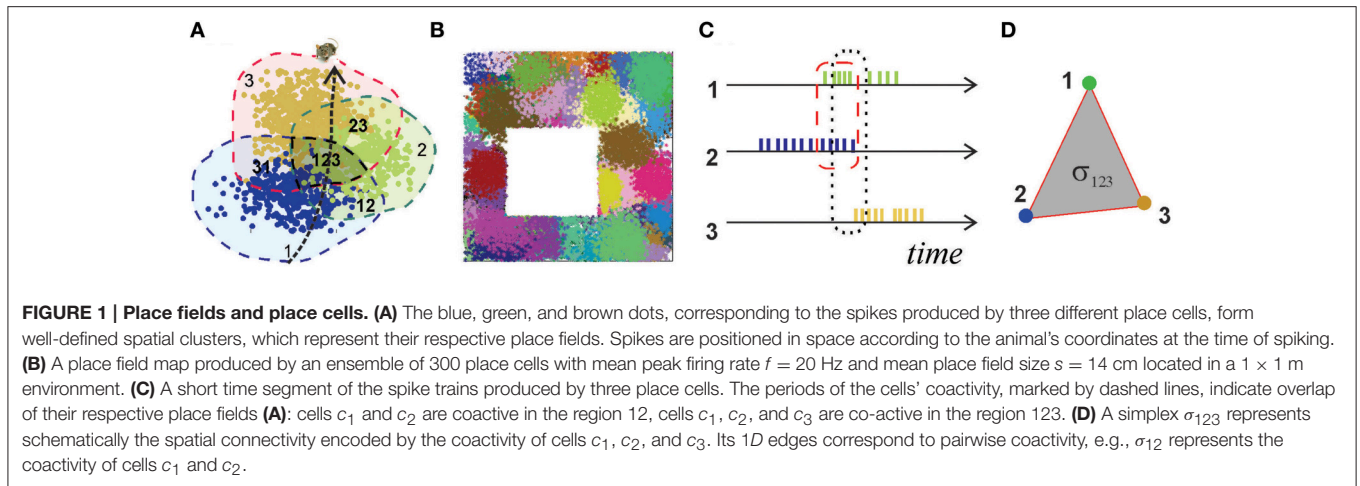 A
B
C
D
3
23
2
123
31
12
1
1
2
3
time
1
2
3
σ123
FIGURE 1 | Place fields and place cells. (A) The blue, green, and brown dots, corresponding to the spikes produced by three different place cells, form
well-defined spatial clusters, which represent their respective place fields. Spikes are positioned in space according to the animal's coordinates at the time of spiking.
(B) A place field map produced by an ensemble of 300 place cells with mean peak firing rate f = 20 Hz and mean place field size s = 14 cm located in a 1 × 1 m
environment. (C) A short time segment of the spike trains produced by three place cells. The periods of the cells' coactivity, marked by dashed lines, indicate overlap
of their respective place fields (A): cells c1 and c2 are coactive in the region 12, cells c1, c2, and c3 are co-active in the region 123. (D) A simplex σ123 represents
schematically the spatial connectivity encoded by the coactivity of cells c1, c2, and c3. Its 1D edges correspond to pairwise coactivity, e.g., σ12 represents the
coactivity of cells c1 and c2.